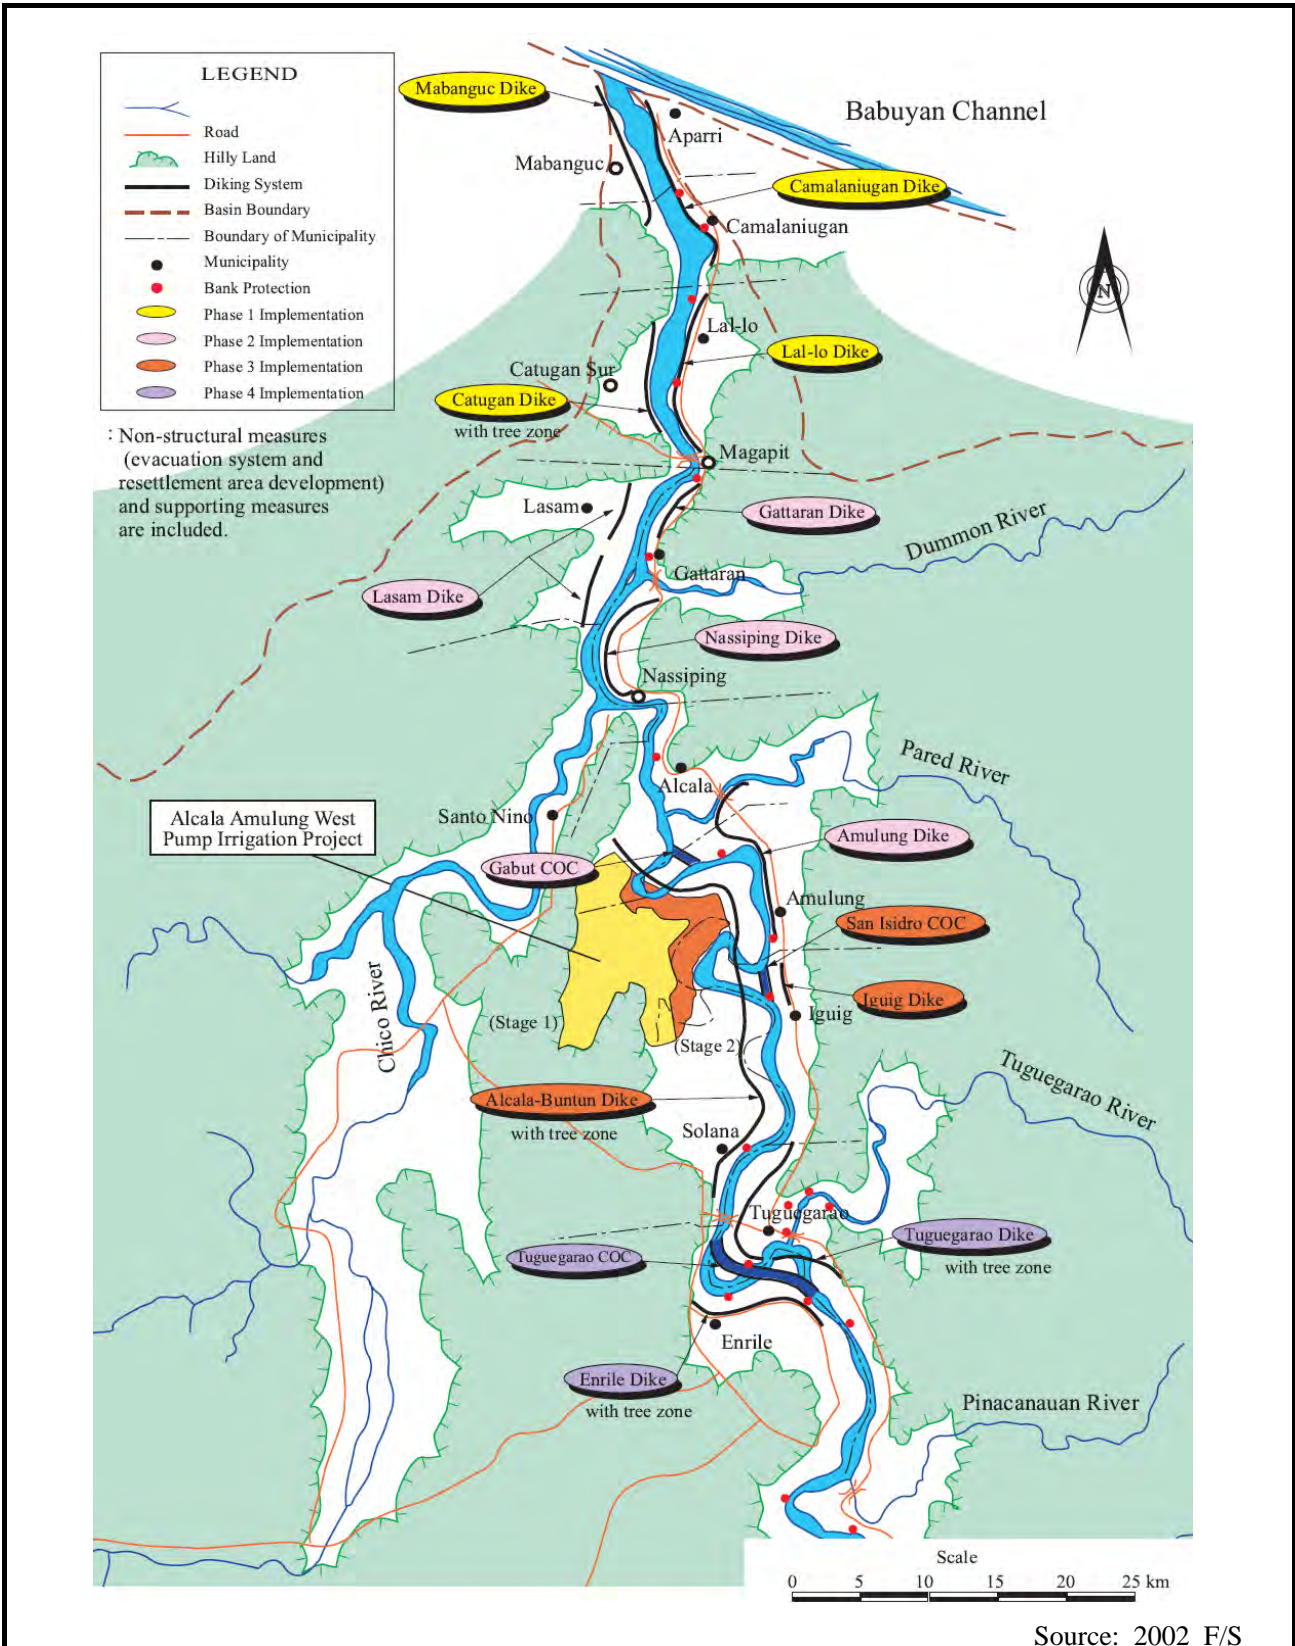 LEGEND
Road
Hilly Land
Diking System
Basin Boundary
Boundary of Municipality
Municipality
Bank Protection
Phase 1 Implementation
Phase 2 Implementation
Phase 3 Implementation
Phase 4 Implementation
: Non-structural measures
(evacuation system and
resettlement area development)
and supporting measures
are included.
Mabanguc Dike
Babuyan Channel
Aparri
Mabanguc
Camalaniugan Dike
Camalaniugan
N
Lal-lo
Lal-lo Dike
Catugan Sur
Catugan Dike
with tree zone
Magapit
Lasam
Gattaran Dike
Dummon River
Gattaran
Lasam Dike
Nassiping Dike
Nassiping
Pared River
Alcala
Alcala Amulung West
Pump Irrigation Project
Santo Nino
Amulung Dike
Gabut COC
Amulung
San Isidro COC
Chico River
Iguig Dike
Iguig
(Stage 1)
(Stage 2)
Tuguegarao River
Alcala-Buntun Dike
with tree zone
Solana
Tuguegarao
Tuguegarao Dike
with tree zone
Tuguegarao COC
Enrile
Enrile Dike
with tree zone
Pinacanauan River
Scale
0 5 10 15 20 25 km
Source: 2002 F/S